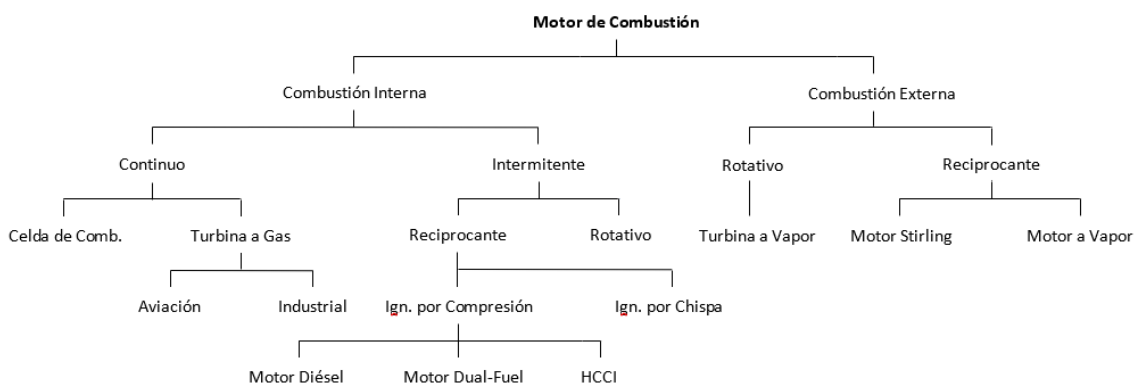 Motor de Combustión
Combustión Interna Combustión Externa
Continuo Intermitente Rotativo Reciprocante
Celda de Comb. Turbina a Gas Reciprocante Rotativo Turbina a Vapor Motor Stirling Motor a Vapor
Aviación Industrial Ign. por Compresión Ign. por Chispa
Motor Diésel Motor Dual-Fuel HCCI